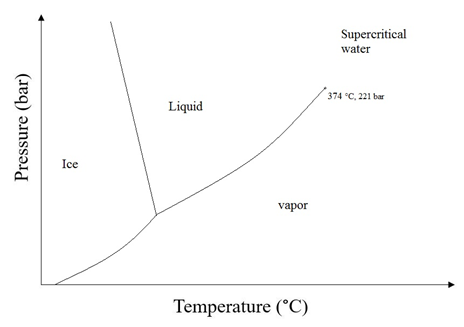 Supercritical
water
374 °C, 221 bar
Liquid
Ice
vapor
Pressure (bar)
Temperature (°C)